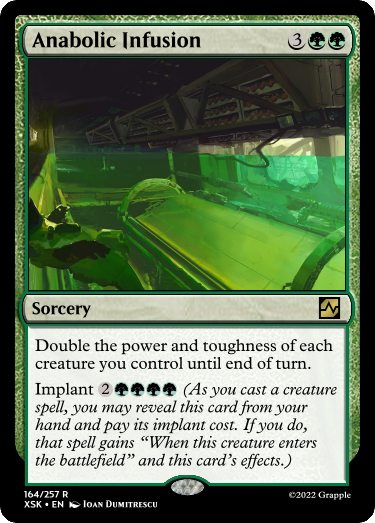 Anabolic Infusion 3
Sorcery
Double the power and toughness of each
creature you control until end of turn.
Implant 2 (As you cast a creature
spell, you may reveal this card from your
hand and pay its implant cost. If you do,
that spell gains “When this creature enters
the battlefield” and this card’s effects.)
164/257 R
XSK • EN Ioan Dumitrescu
©2022 Grapple